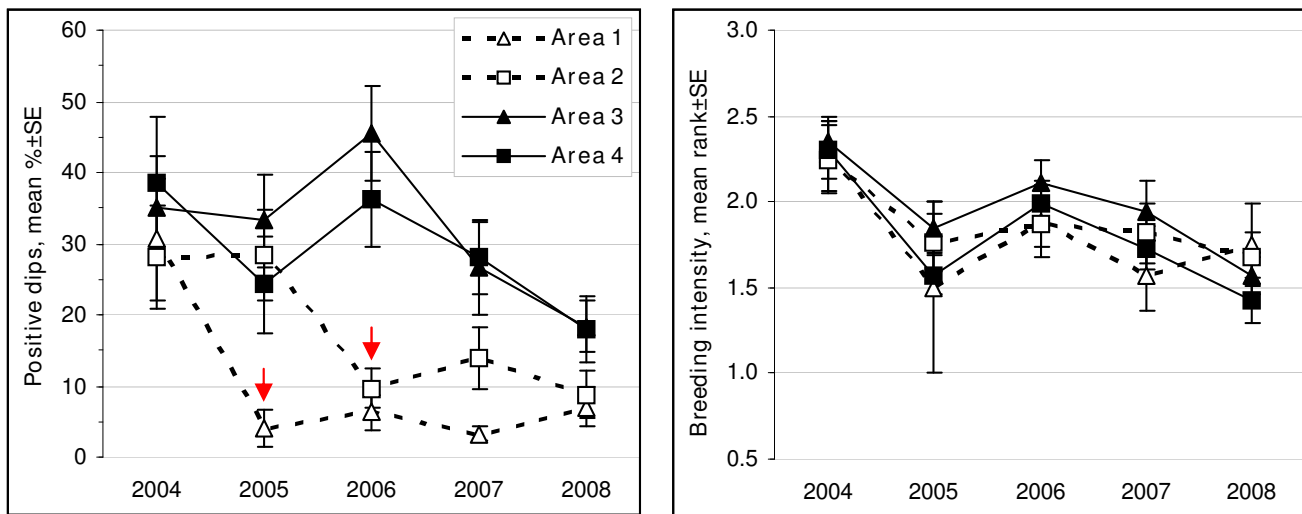 Positive dips, mean %±SE
60
50
40
30
20
10
0
2004 2005 2006 2007 2008
Area 1
Area 2
Area 3
Area 4
Breeding intensity, mean rank±SE
3.0
2.5
2.0
1.5
1.0
0.5
2004 2005 2006 2007 2008